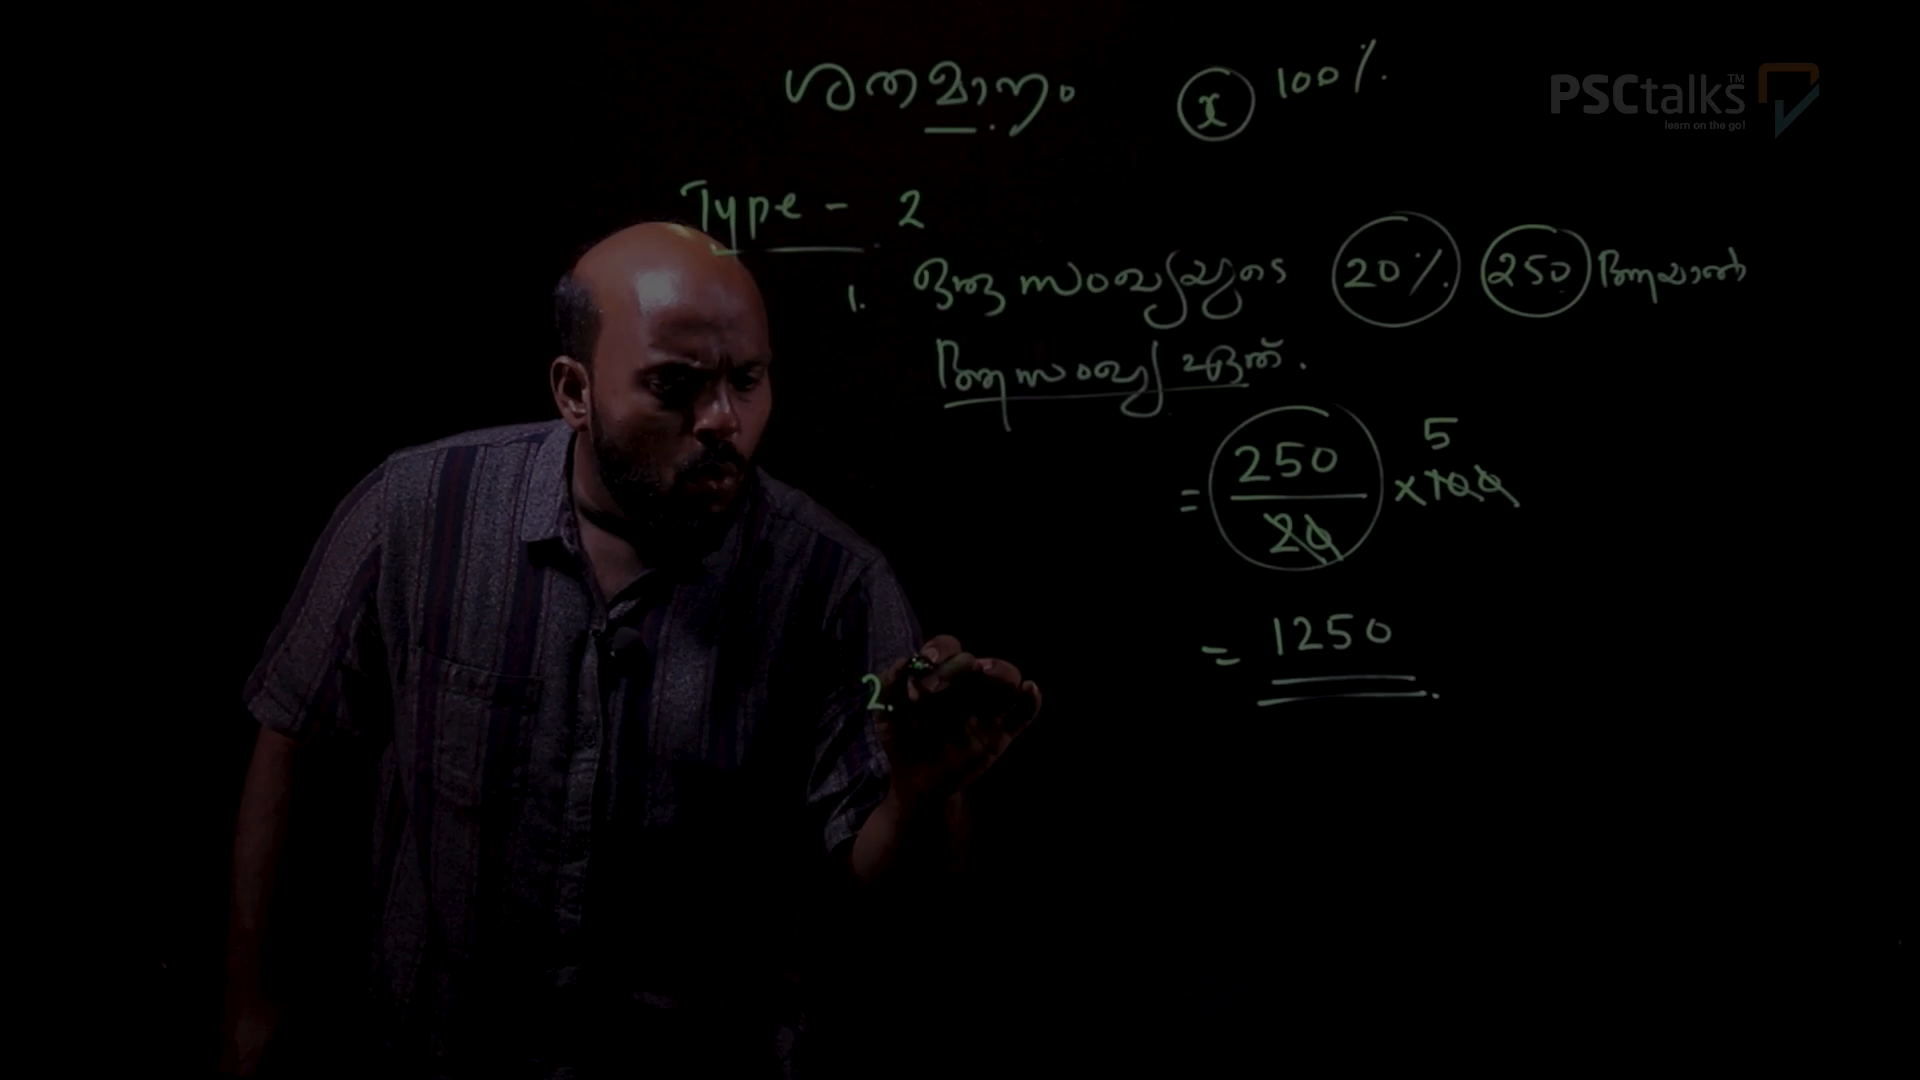 ശതമാനം x 100%.
PSCtalks™
learn on the go!
Type - 2
1. ഒരു സംഖ്യയുടെ 20% 250 ആയാൽ
ആ സംഖ്യ ഏത്.
= 250/20 × 100 5
= 1250
2.